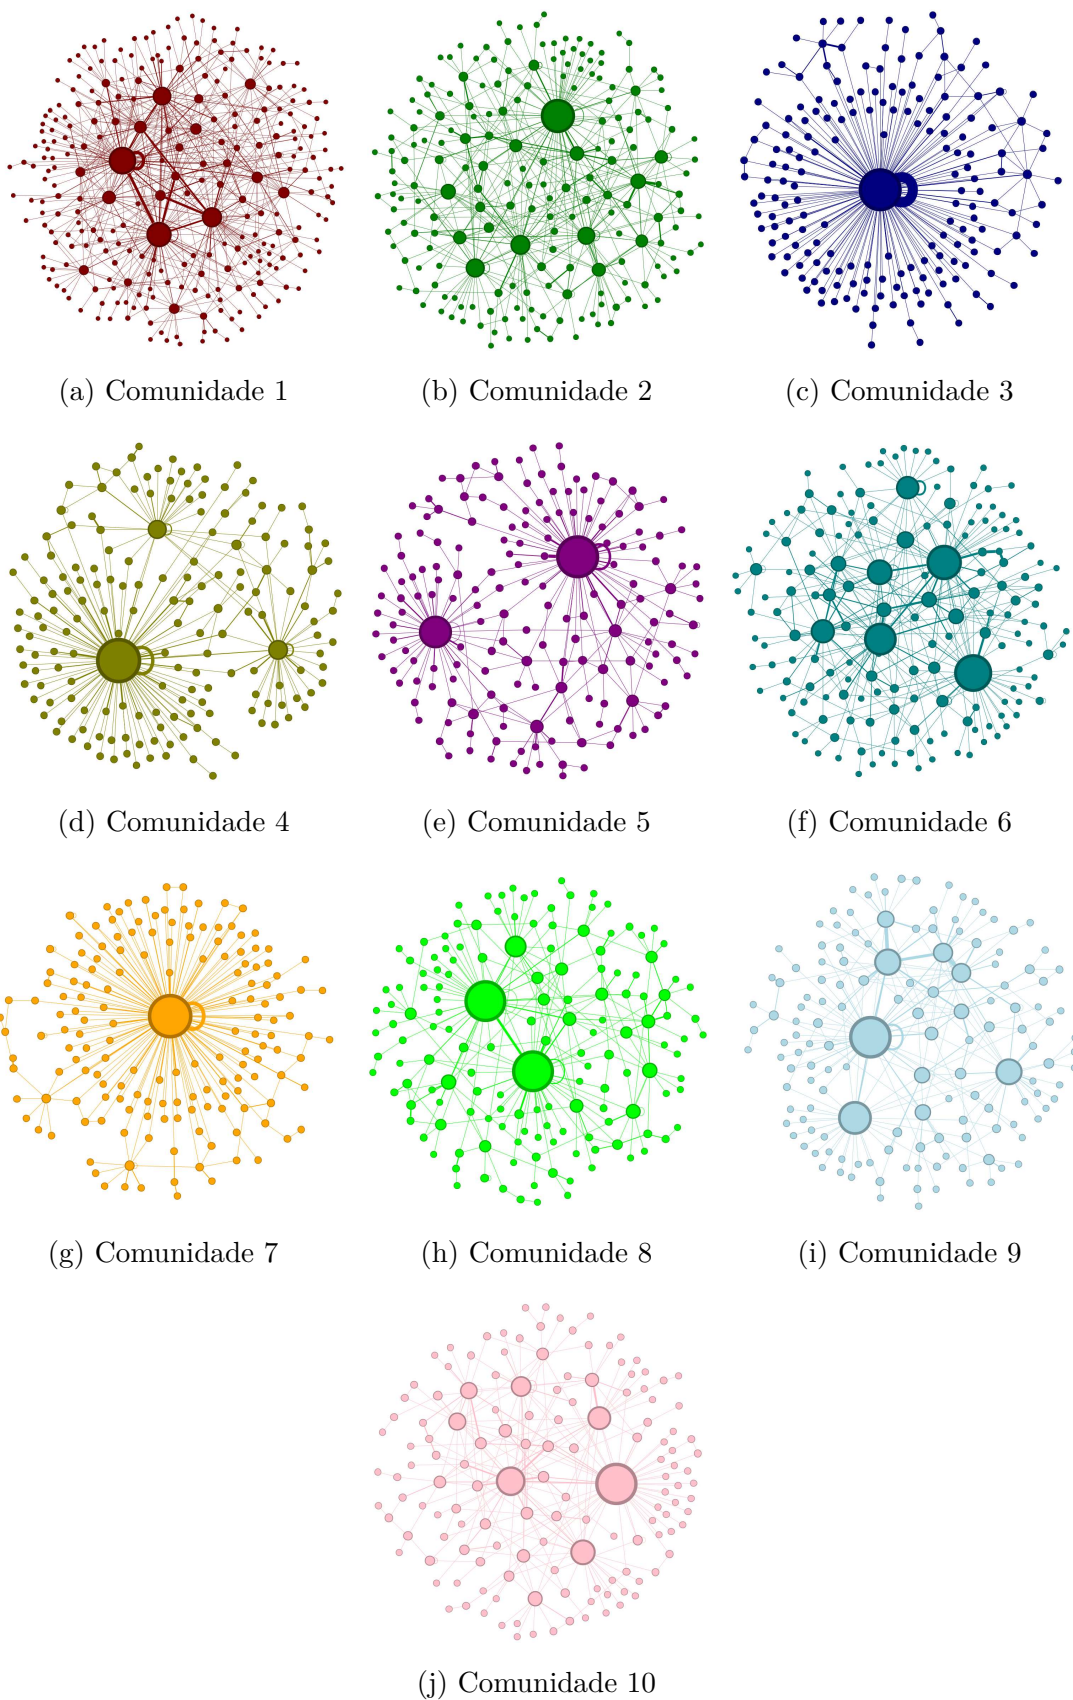 (a) Comunidade 1
(b) Comunidade 2
(c) Comunidade 3
(d) Comunidade 4
(e) Comunidade 5
(f) Comunidade 6
(g) Comunidade 7
(h) Comunidade 8
(i) Comunidade 9
(j) Comunidade 10